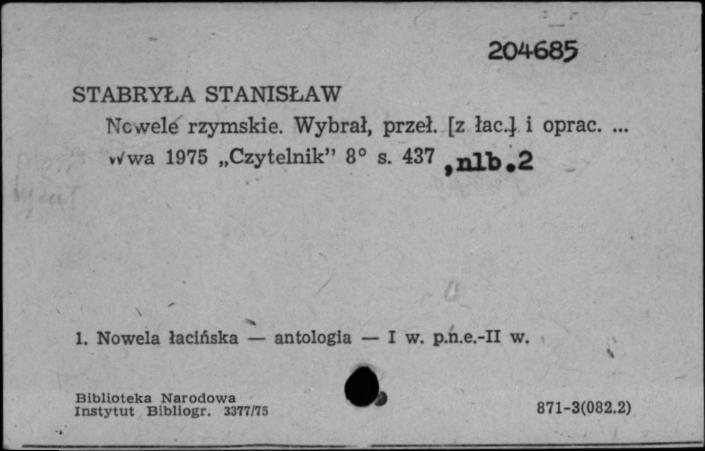 204685
STABRYŁA STANISŁAW
Nowele rzymskie. Wybrał, przeł. [z łac.] i oprac. ...
Wwa 1975 „Czytelnik” 8° s. 437 ,nlb.2
1. Nowela łacińska — antologia — I w. p.n.e.-II w.
Biblioteka Narodowa
Instytut Bibliogr. 3377/75
871-3(082.2)